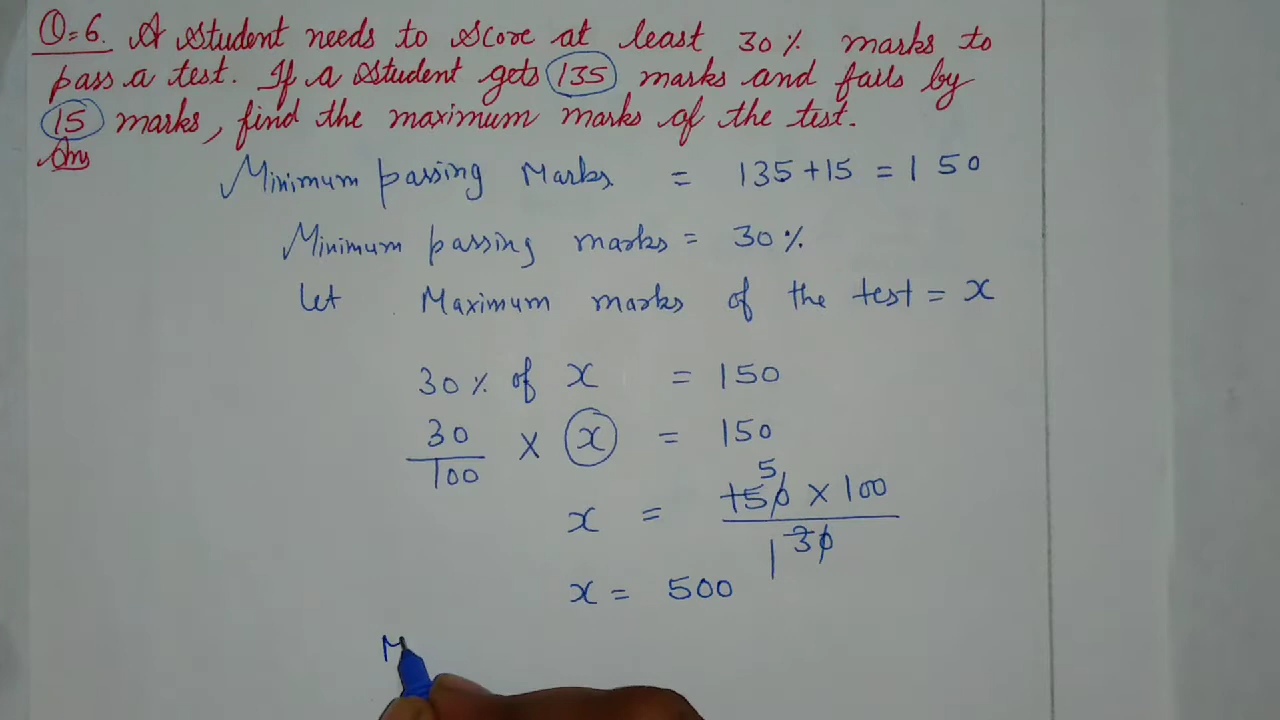 Q=6. A student needs to score at least 30% marks to
pass a test. If a student gets 135 marks and fails by
15 marks, find the maximum marks of the test.
Ans
Minimum passing Marks = 135+15 = 150
Minimum passing marks = 30%
Let Maximum marks of the test = x
30% of x = 150
30/100 × x = 150
5
x = 150 × 100 / 30
1
x = 500
M